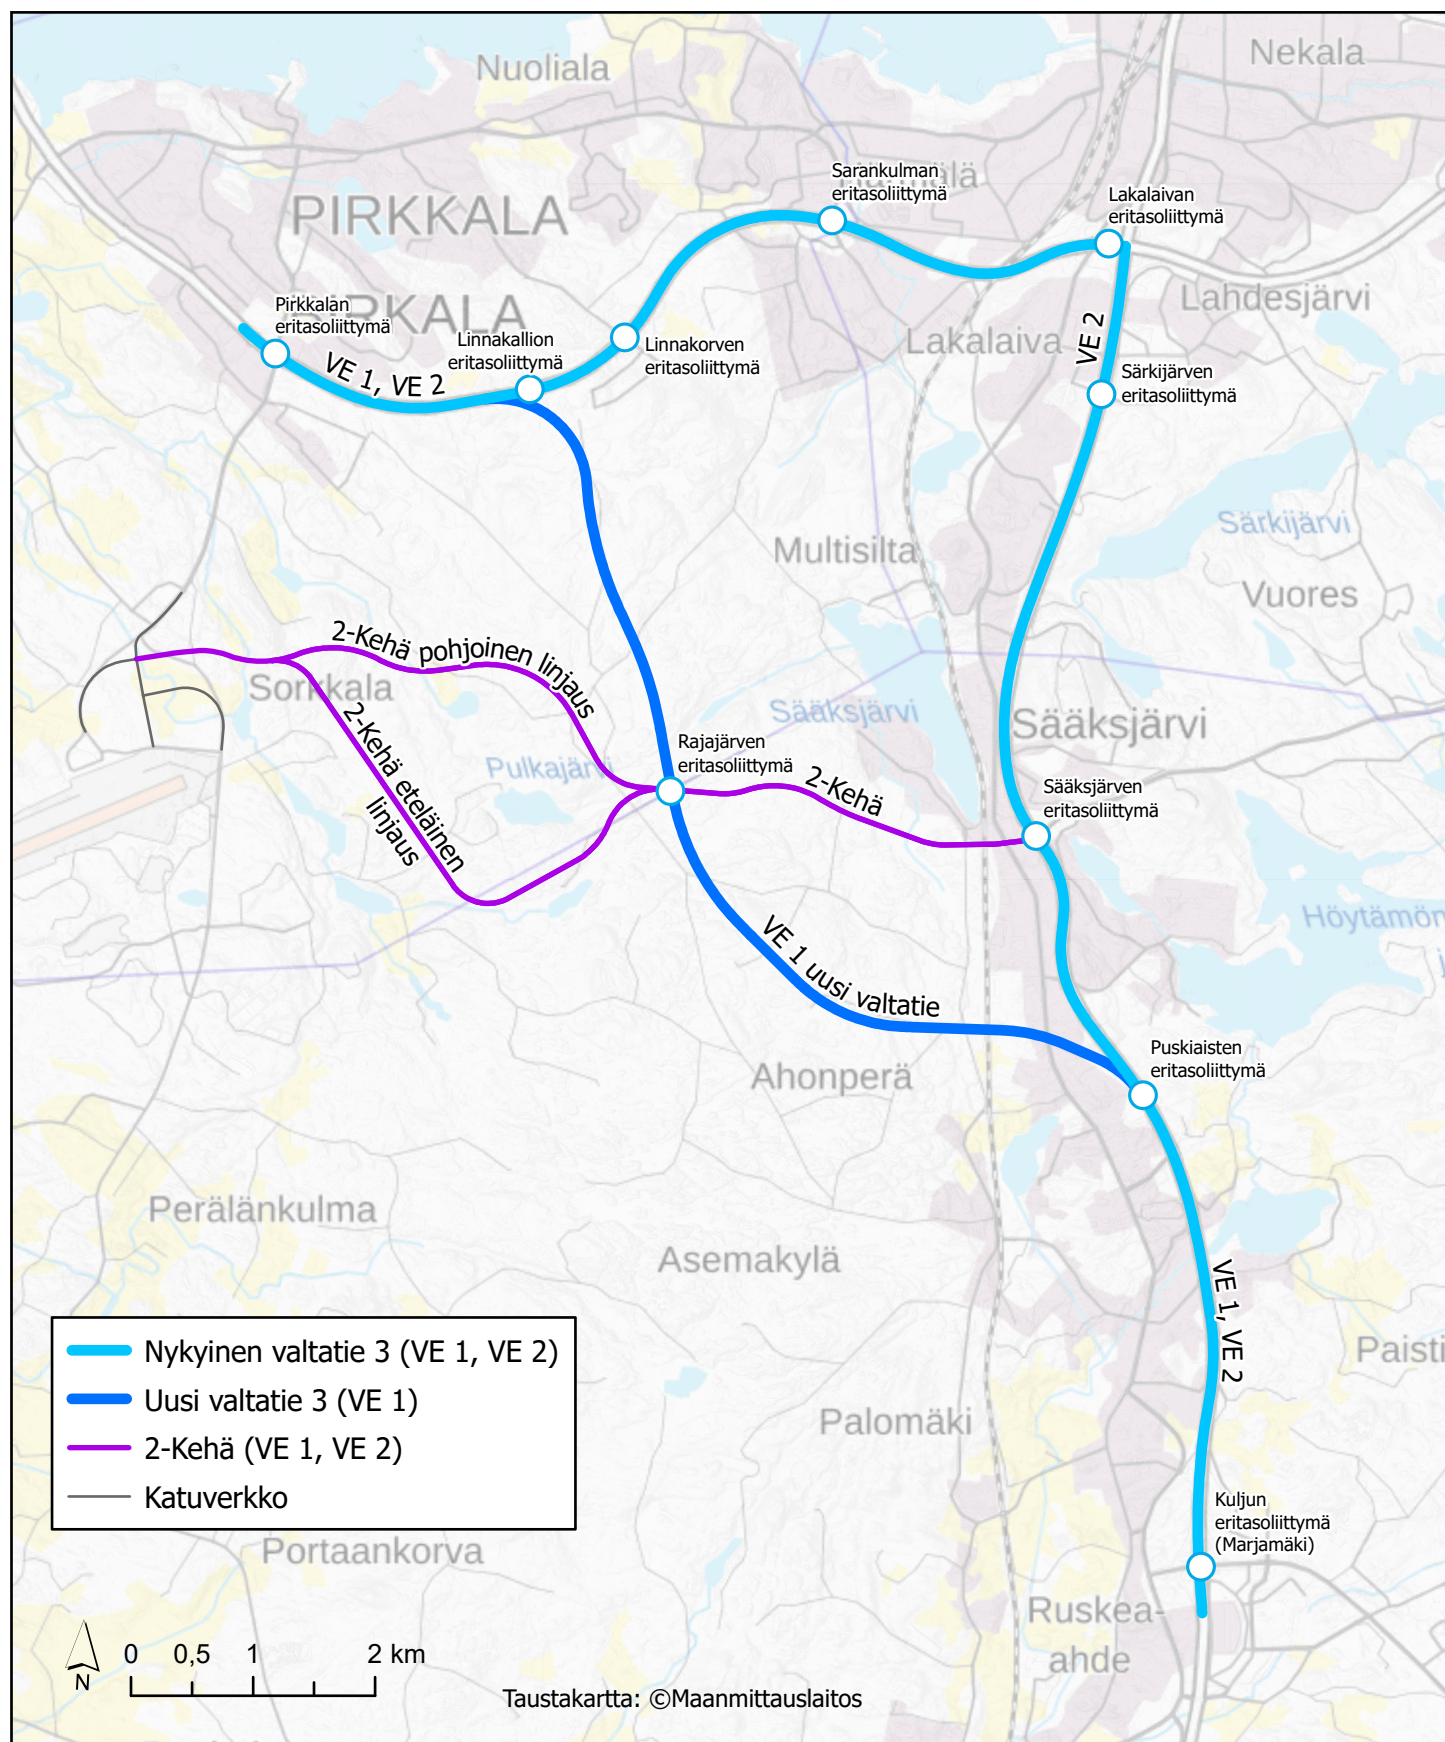 Nuoliala
Nekala
Sarankulman
eritasoliittymä
Lakalaivan
eritasoliittymä
PIRKKALA
Lahdesjärvi
Pirkkalan
eritasoliittymä
Linnakallion
eritasoliittymä
Linnakorven
eritasoliittymä
Lakalaiva
VE 2
VE 1, VE 2
Särkijärven
eritasoliittymä
Särkijärvi
Multisilta
Vuores
2-Kehä pohjoinen linjaus
Sorkkala
Sääksjärvi
Sääksjärvi
2-Kehä eteläinen
linjaus
Pulkajärvi
Rajajärven
eritasoliittymä
2-Kehä
Sääksjärven
eritasoliittymä
Höytämön
VE 1 uusi valtatie
Puskiaisten
eritasoliittymä
Ahonperä
Perälänkulma
Asemakylä
VE 1, VE 2
Paisti
Nykyinen valtatie 3 (VE 1, VE 2)
Uusi valtatie 3 (VE 1)
2-Kehä (VE 1, VE 2)
Katuverkko
Palomäki
Kuljun
eritasoliittymä
(Marjamäki)
Portaankorva
Ruskea-
ahde
N
0 0,5 1 2 km
Taustakartta: ©Maanmittauslaitos